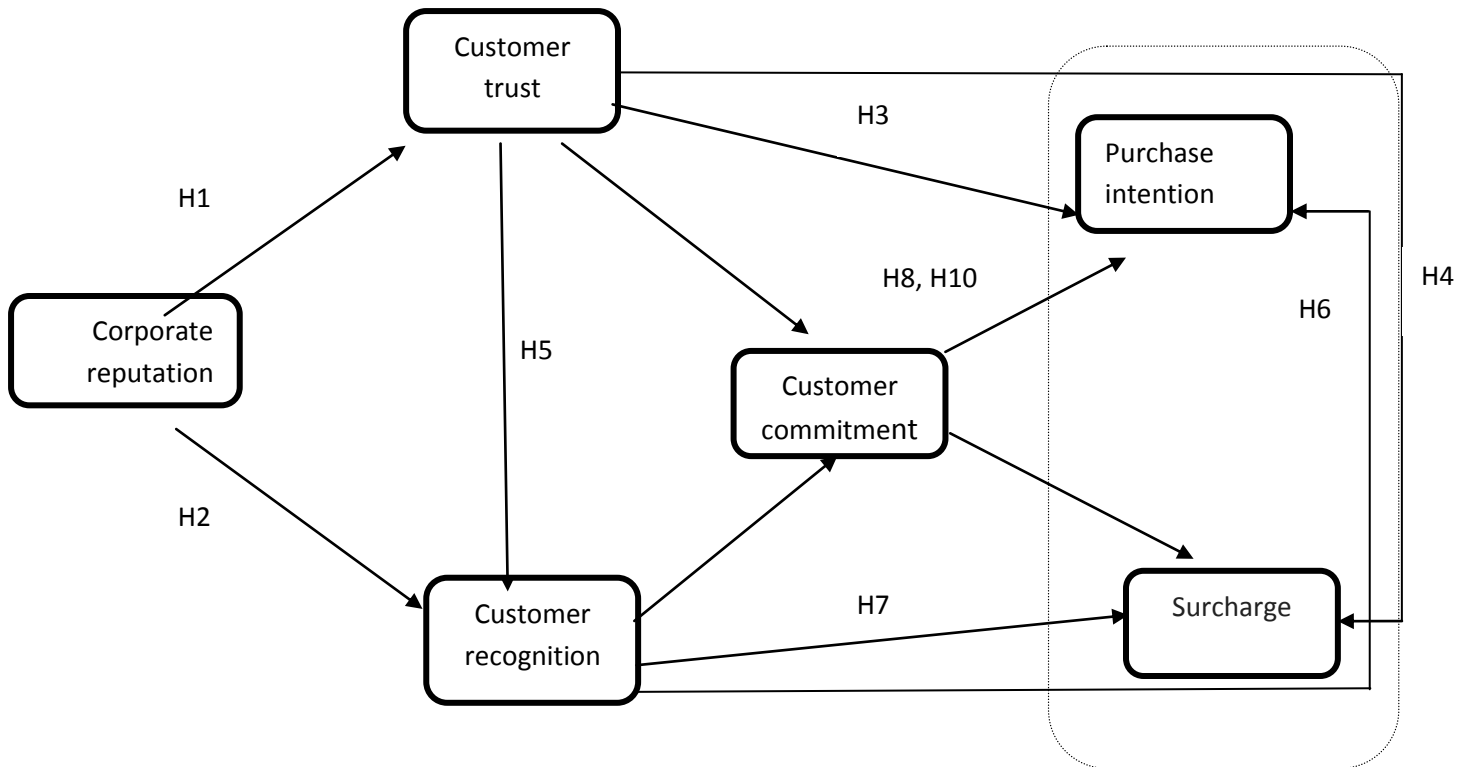 Customer
trust
H3
Purchase
intention
H1
H8, H10
H4
H6
Corporate
reputation
H5
Customer
commitment
H2
H7
Surcharge
Customer
recognition